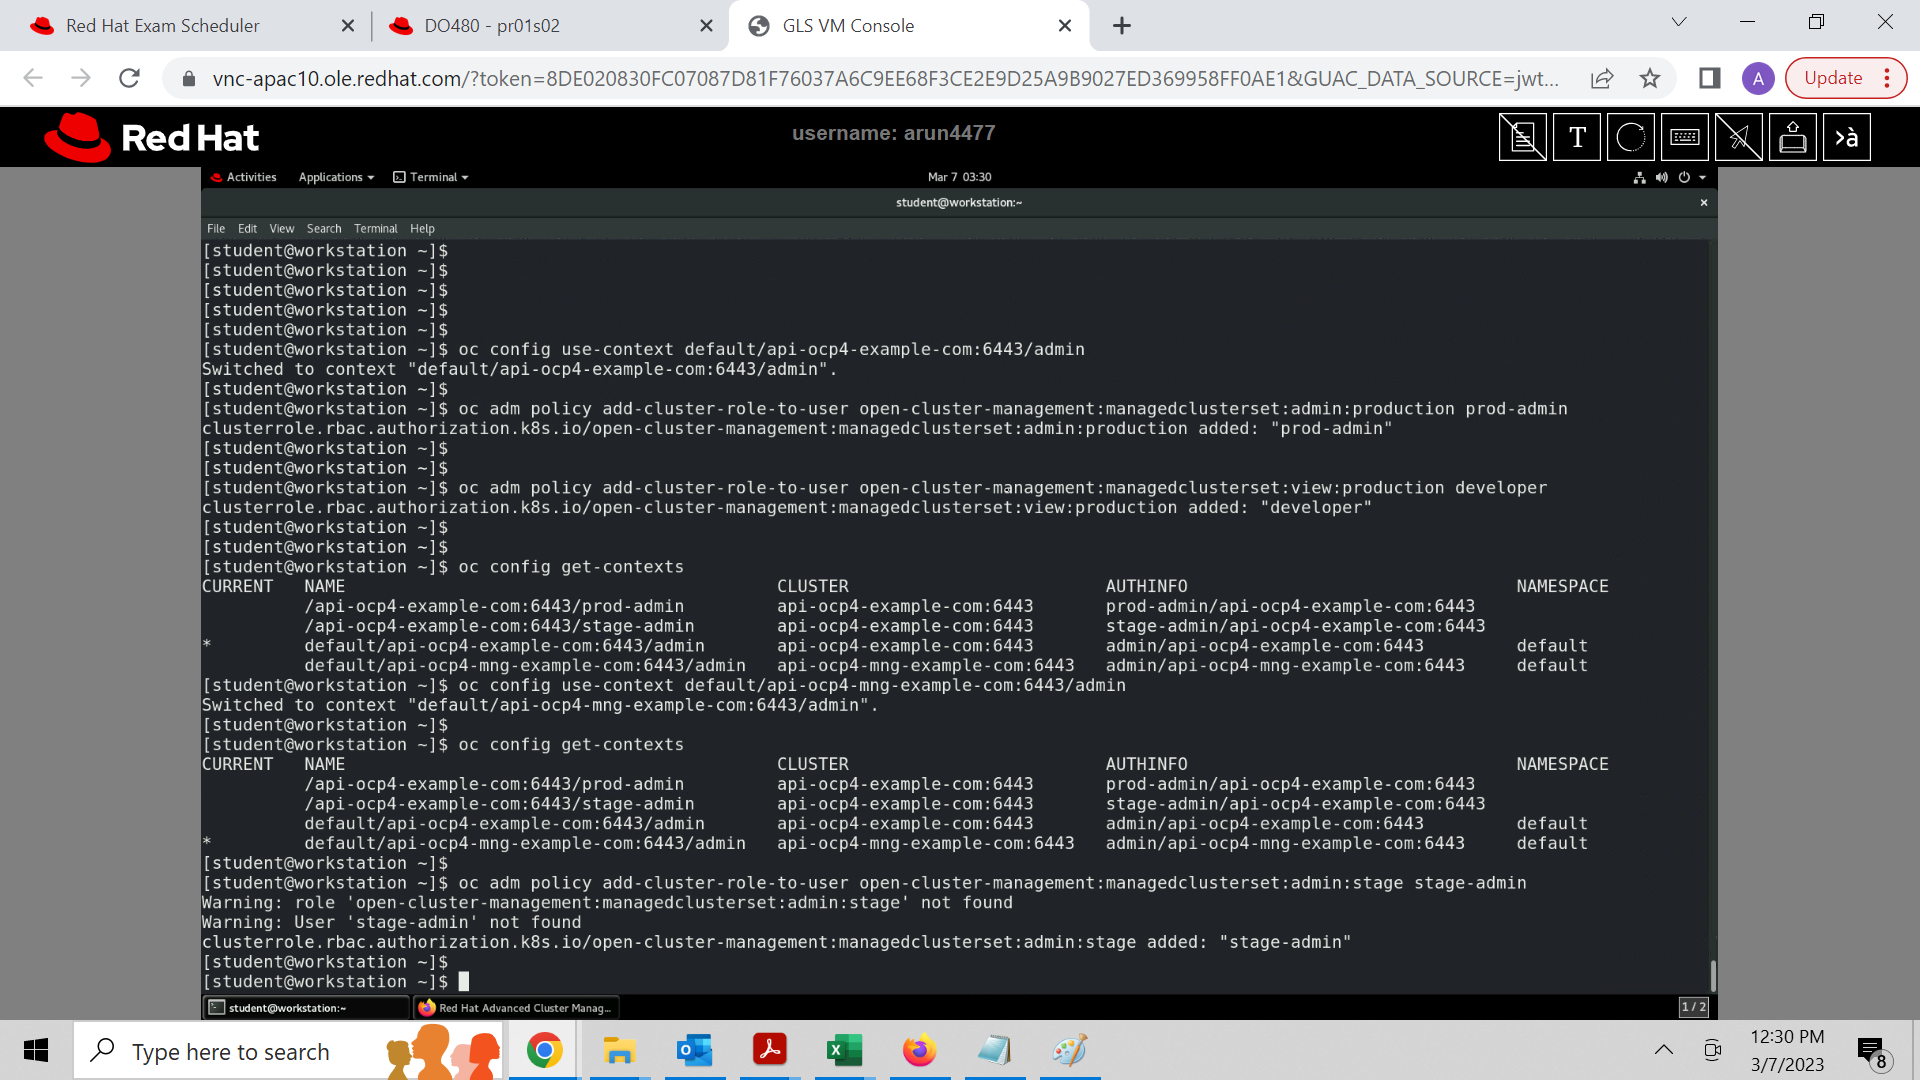 Red Hat Exam Scheduler
DO480 - pr01s02
GLS VM Console
vnc-apac10.ole.redhat.com/?token=8DE020830FC07087D81F76037A6C9EE68F3CE2E9D25A9B9027ED369958FF0AE1&GUAC_DATA_SOURCE=jwt...
A
Update
Red Hat
username: arun4477
T
>à
Activities Applications Terminal
Mar 7 03:30
student@workstation:~
File Edit View Search Terminal Help
[student@workstation ~]$
[student@workstation ~]$
[student@workstation ~]$
[student@workstation ~]$
[student@workstation ~]$
[student@workstation ~]$ oc config use-context default/api-ocp4-example-com:6443/admin
Switched to context "default/api-ocp4-example-com:6443/admin".
[student@workstation ~]$
[student@workstation ~]$ oc adm policy add-cluster-role-to-user open-cluster-management:managedclusterset:admin:production prod-admin
clusterrole.rbac.authorization.k8s.io/open-cluster-management:managedclusterset:admin:production added: "prod-admin"
[student@workstation ~]$
[student@workstation ~]$
[student@workstation ~]$ oc adm policy add-cluster-role-to-user open-cluster-management:managedclusterset:view:production developer
clusterrole.rbac.authorization.k8s.io/open-cluster-management:managedclusterset:view:production added: "developer"
[student@workstation ~]$
[student@workstation ~]$
[student@workstation ~]$ oc config get-contexts
CURRENT NAME CLUSTER AUTHINFO NAMESPACE
/api-ocp4-example-com:6443/prod-admin api-ocp4-example-com:6443 prod-admin/api-ocp4-example-com:6443
/api-ocp4-example-com:6443/stage-admin api-ocp4-example-com:6443 stage-admin/api-ocp4-example-com:6443
* default/api-ocp4-example-com:6443/admin api-ocp4-example-com:6443 admin/api-ocp4-example-com:6443 default
default/api-ocp4-mng-example-com:6443/admin api-ocp4-mng-example-com:6443 admin/api-ocp4-mng-example-com:6443 default
[student@workstation ~]$ oc config use-context default/api-ocp4-mng-example-com:6443/admin
Switched to context "default/api-ocp4-mng-example-com:6443/admin".
[student@workstation ~]$
[student@workstation ~]$ oc config get-contexts
CURRENT NAME CLUSTER AUTHINFO NAMESPACE
/api-ocp4-example-com:6443/prod-admin api-ocp4-example-com:6443 prod-admin/api-ocp4-example-com:6443
/api-ocp4-example-com:6443/stage-admin api-ocp4-example-com:6443 stage-admin/api-ocp4-example-com:6443
default/api-ocp4-example-com:6443/admin api-ocp4-example-com:6443 admin/api-ocp4-example-com:6443 default
* default/api-ocp4-mng-example-com:6443/admin api-ocp4-mng-example-com:6443 admin/api-ocp4-mng-example-com:6443 default
[student@workstation ~]$
[student@workstation ~]$ oc adm policy add-cluster-role-to-user open-cluster-management:managedclusterset:admin:stage stage-admin
Warning: role 'open-cluster-management:managedclusterset:admin:stage' not found
Warning: User 'stage-admin' not found
clusterrole.rbac.authorization.k8s.io/open-cluster-management:managedclusterset:admin:stage added: "stage-admin"
[student@workstation ~]$
[student@workstation ~]$
student@workstation:~
Red Hat Advanced Cluster Manag...
1 / 2
Type here to search
12:30 PM
3/7/2023
8